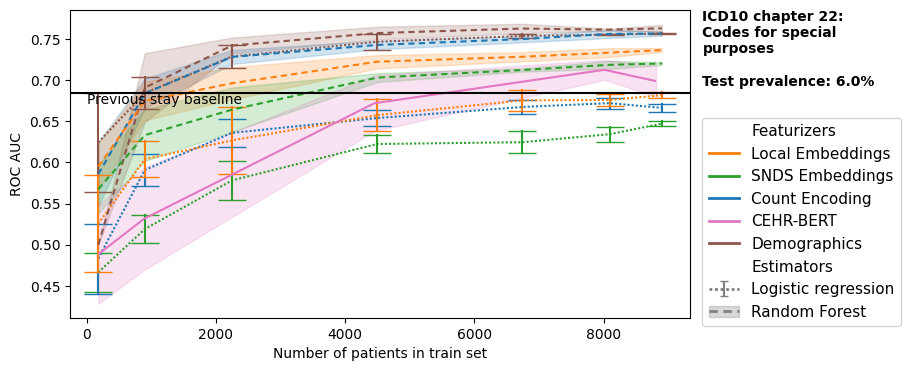 ICD10 chapter 22:
Codes for special
purposes
Test prevalence: 6.0%
ROC AUC
0.75
0.70
0.65
0.60
0.55
0.50
0.45
Previous stay baseline
0
2000
4000
6000
8000
Number of patients in train set
Featurizers
Local Embeddings
SNDS Embeddings
Count Encoding
CEHR-BERT
Demographics
Estimators
Logistic regression
Random Forest